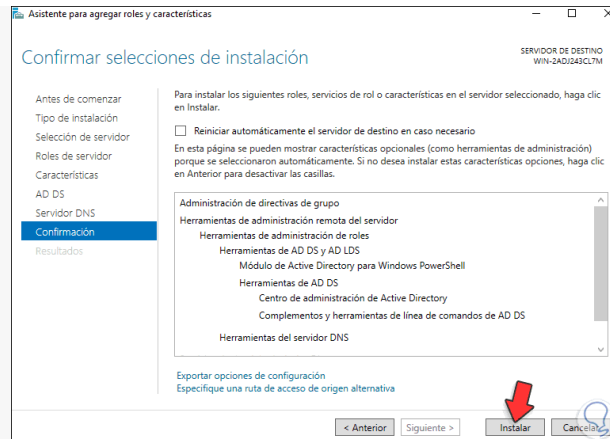 Asistente para agregar roles y características
Confirmar selecciones de instalación
SERVIDOR DE DESTINO
WIN-2ADJ243CL7M
Antes de comenzar
Tipo de instalación
Selección de servidor
Roles de servidor
Características
AD DS
Servidor DNS
Confirmación
Resultados
Para instalar los siguientes roles, servicios de rol o características en el servidor seleccionado, haga clic
en Instalar.
Reiniciar automáticamente el servidor de destino en caso necesario
En esta página se pueden mostrar características opcionales (como herramientas de administración)
porque se seleccionaron automáticamente. Si no desea instalar estas características opciones, haga clic
en Anterior para desactivar las casillas.
Administración de directivas de grupo
Herramientas de administración remota del servidor
Herramientas de administración de roles
Herramientas de AD DS y AD LDS
Módulo de Active Directory para Windows PowerShell
Herramientas de AD DS
Centro de administración de Active Directory
Complementos y herramientas de línea de comandos de AD DS
Herramientas del servidor DNS
Exportar opciones de configuración
Especifique una ruta de acceso de origen alternativa
< Anterior
Siguiente >
Instalar
Cancelar